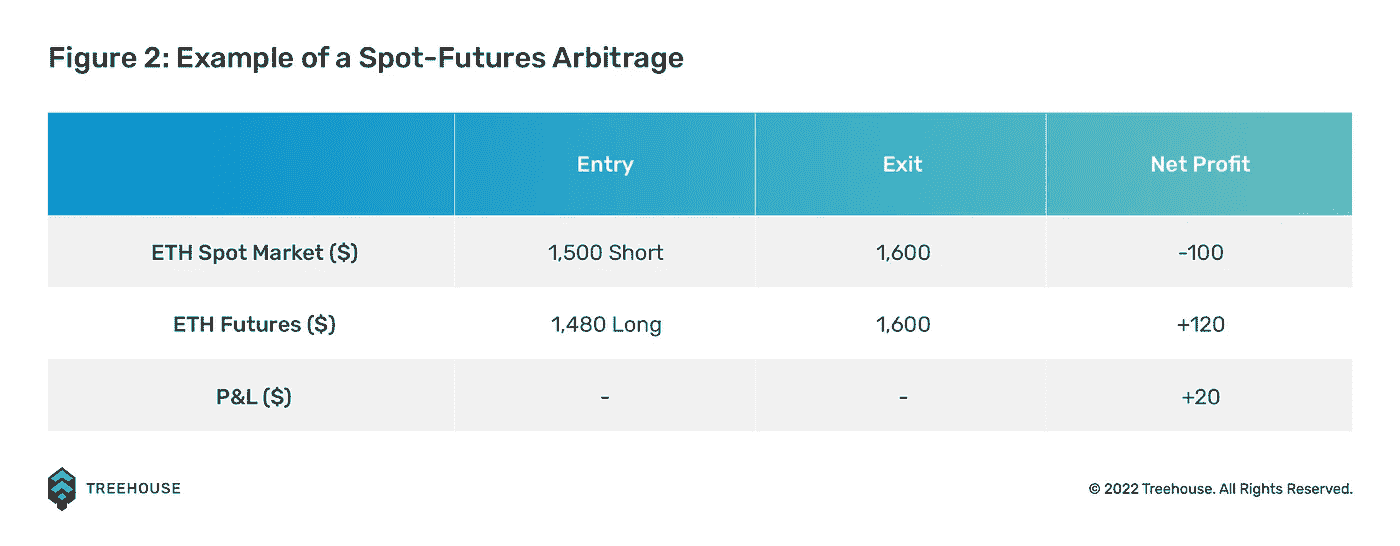 Figure 2: Example of a Spot-Futures Arbitrage
Entry Exit Net Profit
ETH Spot Market ($) 1,500 Short 1,600 -100
ETH Futures ($) 1,480 Long 1,600 +120
P&L ($) - - +20
TREEHOUSE © 2022 Treehouse. All Rights Reserved.